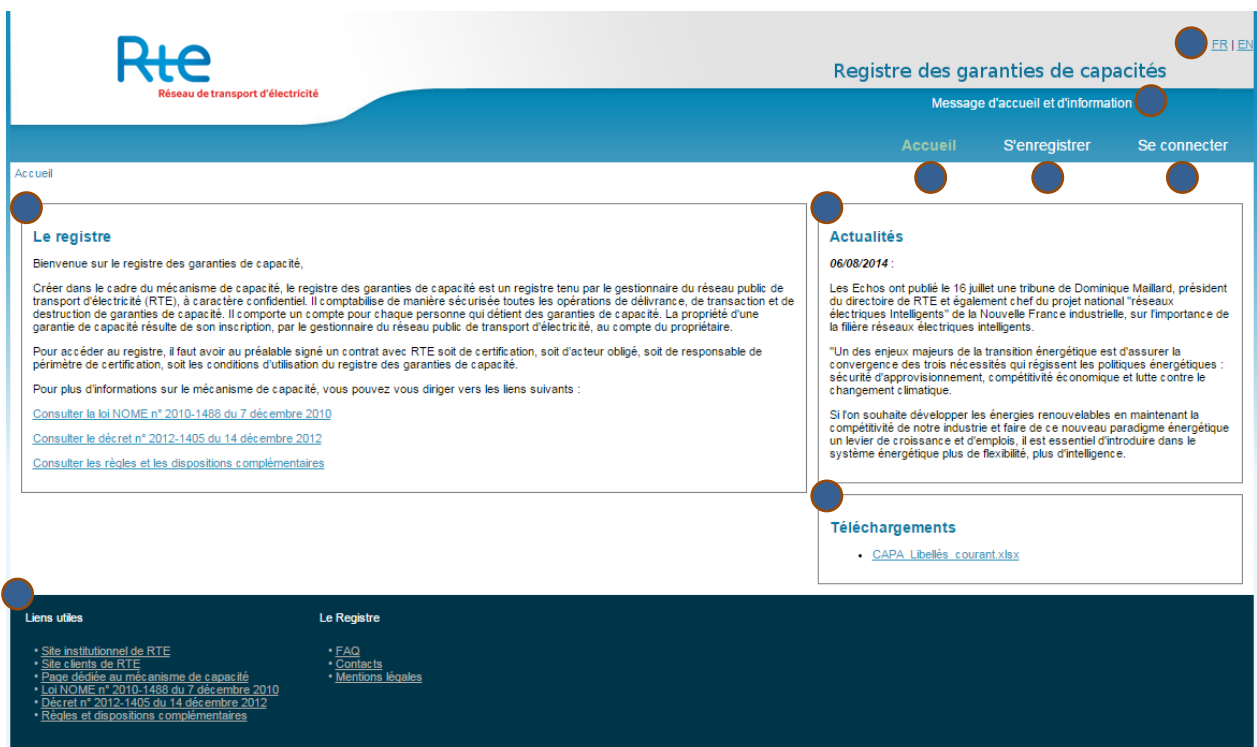 Rte
Réseau de transport d'électricité
FR | EN
Registre des garanties de capacités
Message d'accueil et d'information
Accueil S'enregistrer Se connecter
Accueil
Le registre
Bienvenue sur le registre des garanties de capacité,
Créer dans le cadre du mécanisme de capacité, le registre des garanties de capacité est un registre tenu par le gestionnaire du réseau public de
transport d'électricité (RTE), à caractère confidentiel. Il comptabilise de manière sécurisée toutes les opérations de délivrance, de transaction et de
destruction de garanties de capacité. Il comporte un compte pour chaque personne qui détient des garanties de capacité. La propriété d'une
garantie de capacité résulte de son inscription, par le gestionnaire du réseau public de transport d'électricité, au compte du propriétaire.
Pour accéder au registre, il faut avoir au préalable signé un contrat avec RTE soit de certification, soit d'acteur obligé, soit de responsable de
périmètre de certification, soit les conditions d'utilisation du registre des garanties de capacité.
Pour plus d'informations sur le mécanisme de capacité, vous pouvez vous diriger vers les liens suivants :
Consulter la loi NOME n° 2010-1488 du 7 décembre 2010
Consulter le décret n° 2012-1405 du 14 décembre 2012
Consulter les règles et les dispositions complémentaires
Actualités
06/08/2014 :
Les Echos ont publié le 16 juillet une tribune de Dominique Maillard, président
du directoire de RTE et également chef du projet national "réseaux
électriques Intelligents" de la Nouvelle France industrielle, sur l'importance de
la filière réseaux électriques intelligents.
"Un des enjeux majeurs de la transition énergétique est d'assurer la
convergence des trois nécessités qui régissent les politiques énergétiques :
sécurité d'approvisionnement, compétitivité économique et lutte contre le
changement climatique.
Si l'on souhaite développer les énergies renouvelables en maintenant la
compétitivité de notre industrie et faire de ce nouveau paradigme énergétique
un levier de croissance et d'emplois, il est essentiel d'introduire dans le
système énergétique plus de flexibilité, plus d'intelligence.
Téléchargements
• CAPA_Libellés_courant.xlsx
Liens utiles
• Site institutionnel de RTE
• Site clients de RTE
• Page dédiée au mécanisme de capacité
• Loi NOME n° 2010-1488 du 7 décembre 2010
• Décret n° 2012-1405 du 14 décembre 2012
• Règles et dispositions complémentaires
Le Registre
• FAQ
• Contacts
• Mentions légales